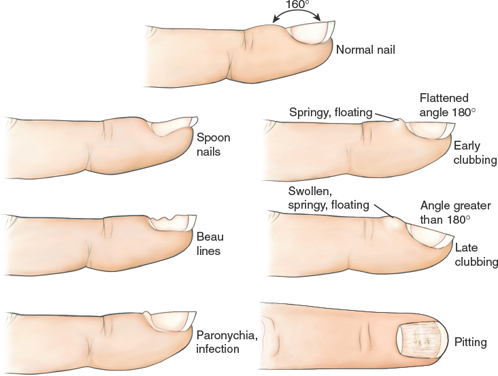 160°
Normal nail
Spoon
nails
Springy, floating
Flattened
angle 180°
Early
clubbing
Beau
lines
Swollen,
springy, floating
Angle greater
than 180°
Late
clubbing
Paronychia,
infection
Pitting